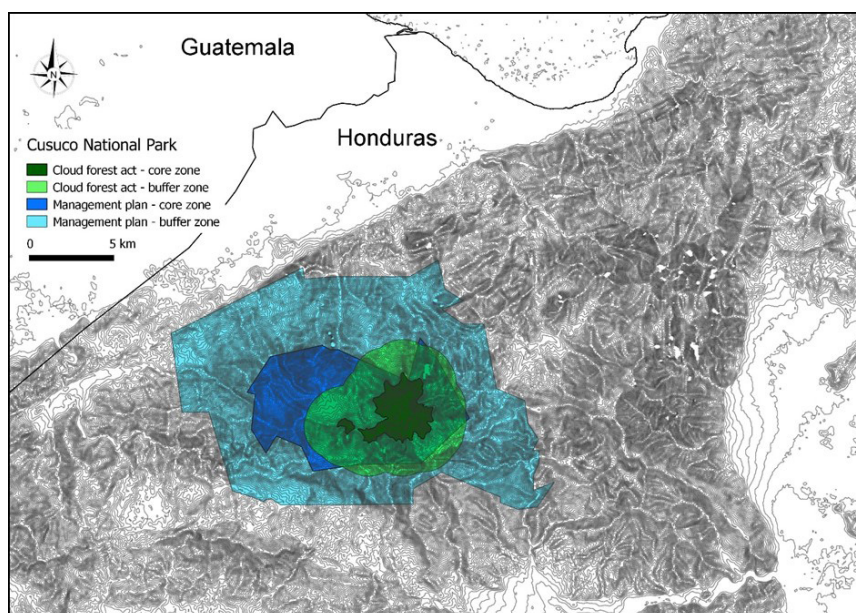 Guatemala
N
Honduras
Cusuco National Park
Cloud forest act - core zone
Cloud forest act - buffer zone
Management plan - core zone
Management plan - buffer zone
0 5 km